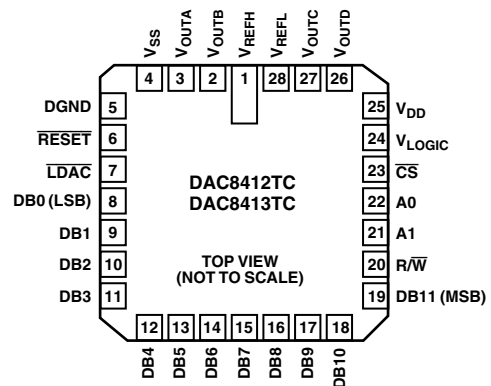 VSS
VOUTA
VOUTB
VREFH
VREFL
VOUTC
VOUTD
4 3 2 1 28 27 26
DGND 5
RESET 6
LDAC 7
DB0 (LSB) 8
DB1 9
DB2 10
DB3 11
25 VDD
24 VLOGIC
23 CS
22 A0
21 A1
20 R/W
19 DB11 (MSB)
DAC8412TC
DAC8413TC
TOP VIEW
(NOT TO SCALE)
12 13 14 15 16 17 18
DB4
DB5
DB6
DB7
DB8
DB9
DB10